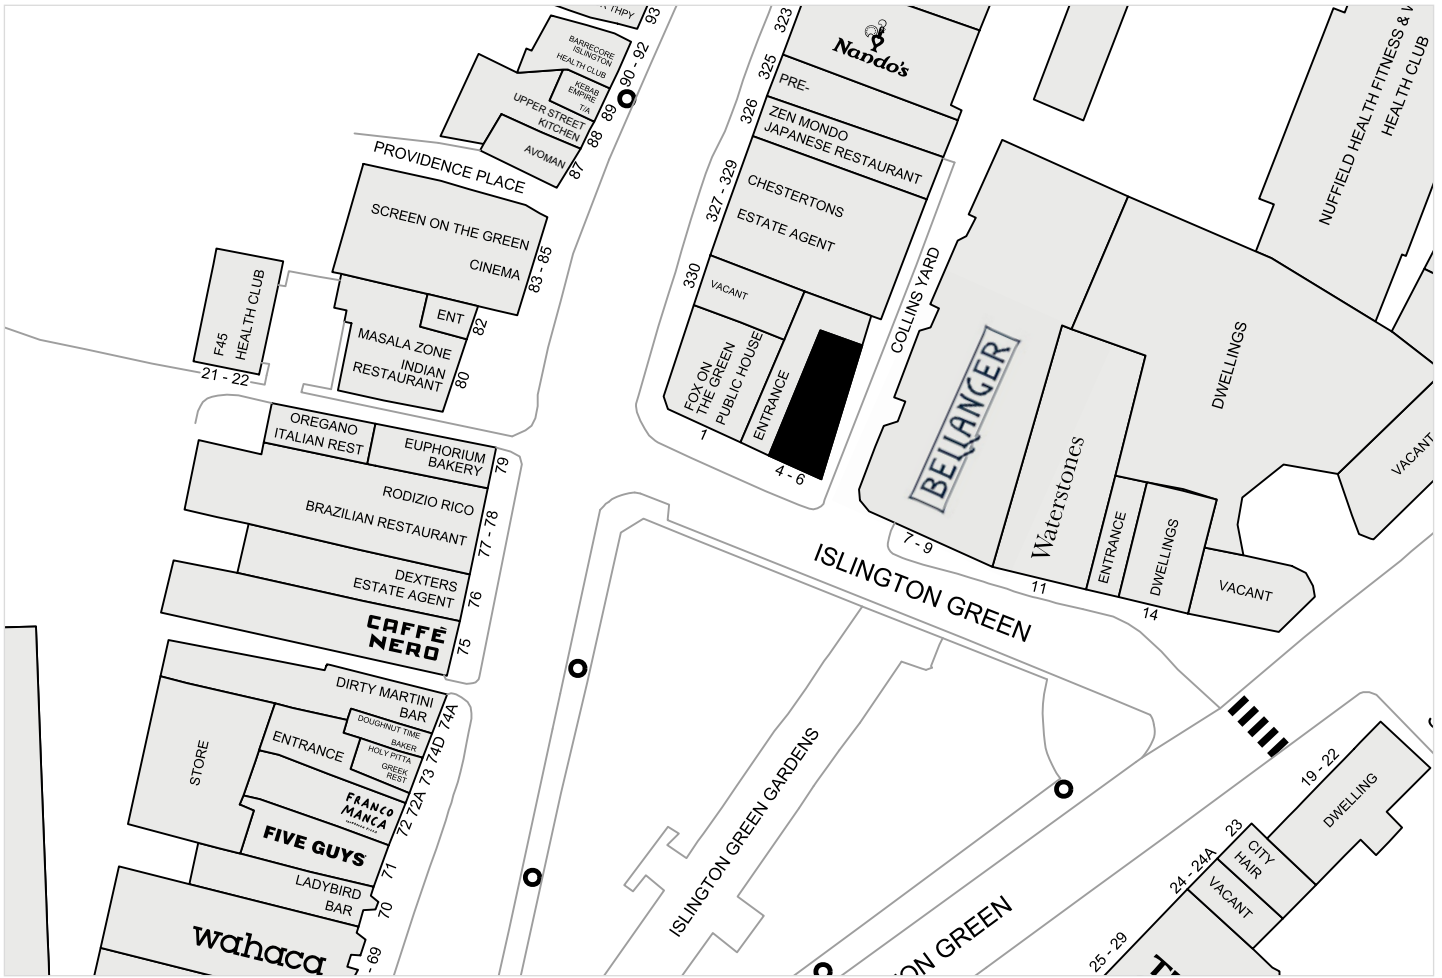 THPY
93
BARRECORE
ISLINGTON
HEALTH CLUB
90 - 92
KEBAB
EMPIRE
T/A
89
UPPER STREET
KITCHEN
88
AVOMAN
87
PROVIDENCE PLACE
SCREEN ON THE GREEN
CINEMA
83 - 85
F45
HEALTH CLUB
21 - 22
ENT
82
MASALA ZONE
INDIAN
RESTAURANT
80
OREGANO
ITALIAN REST
EUPHORIUM
BAKERY
79
RODIZIO RICO
BRAZILIAN RESTAURANT
77 - 78
DEXTERS
ESTATE AGENT
76
CAFFÈ
NERO
75
DIRTY MARTINI
BAR
74A
DOUGHNUT TIME
BAKER
74D
ENTRANCE
HOLY PITTA
GREEK
REST
73
STORE
FRANCO
MANCA
72A
72
FIVE GUYS
71
LADYBIRD
BAR
70
wahaca
- 69
323
Nando's
325
PRE-
326
ZEN MONDO
JAPANESE RESTAURANT
327 - 329
CHESTERTONS
ESTATE AGENT
330
VACANT
FOX ON
THE GREEN
PUBLIC HOUSE
1
ENTRANCE
4 - 6
COLLINS YARD
BELLANGER
7 - 9
Waterstones
11
ENTRANCE
DWELLINGS
14
VACANT
DWELLINGS
NUFFIELD HEALTH FITNESS &
HEALTH CLUB
VACANT
ISLINGTON GREEN
ISLINGTON GREEN GARDENS
ON GREEN
19 - 22
DWELLING
23
CITY
HAIR
24 - 24A
VACANT
25 - 29